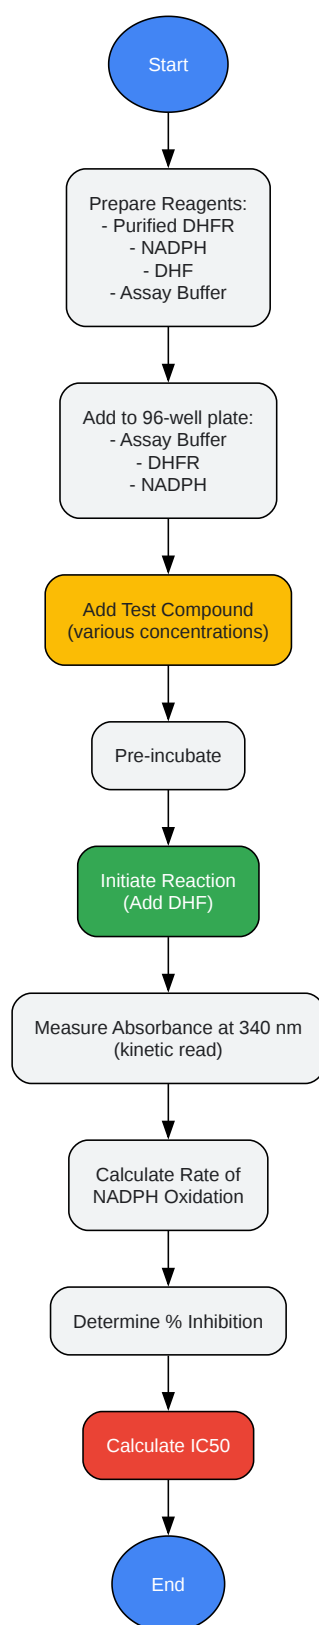 Start
Prepare Reagents:
- Purified DHFR
- NADPH
- DHF
- Assay Buffer
Add to 96-well plate:
- Assay Buffer
- DHFR
- NADPH
Add Test Compound
(various concentrations)
Pre-incubate
Initiate Reaction
(Add DHF)
Measure Absorbance at 340 nm
(kinetic read)
Calculate Rate of
NADPH Oxidation
Determine % Inhibition
Calculate IC50
End